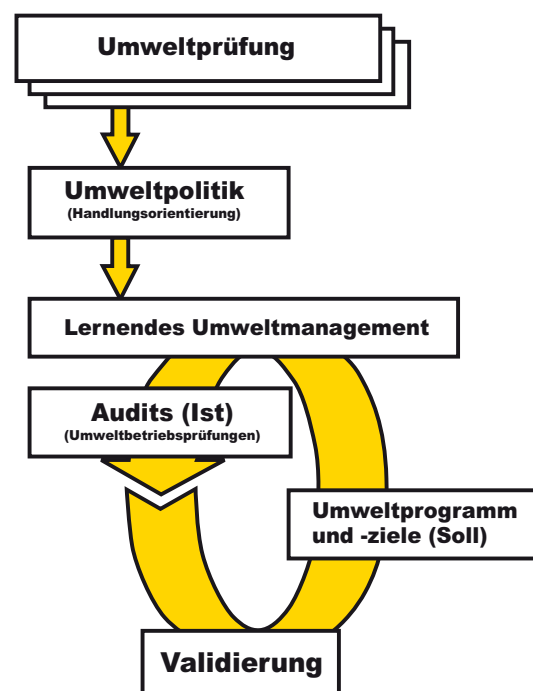 Umweltprüfung
Umweltpolitik
(Handlungsorientierung)
Lernendes Umweltmanagement
Audits (Ist)
(Umweltbetriebsprüfungen)
Umweltprogramm
und -ziele (Soll)
Validierung